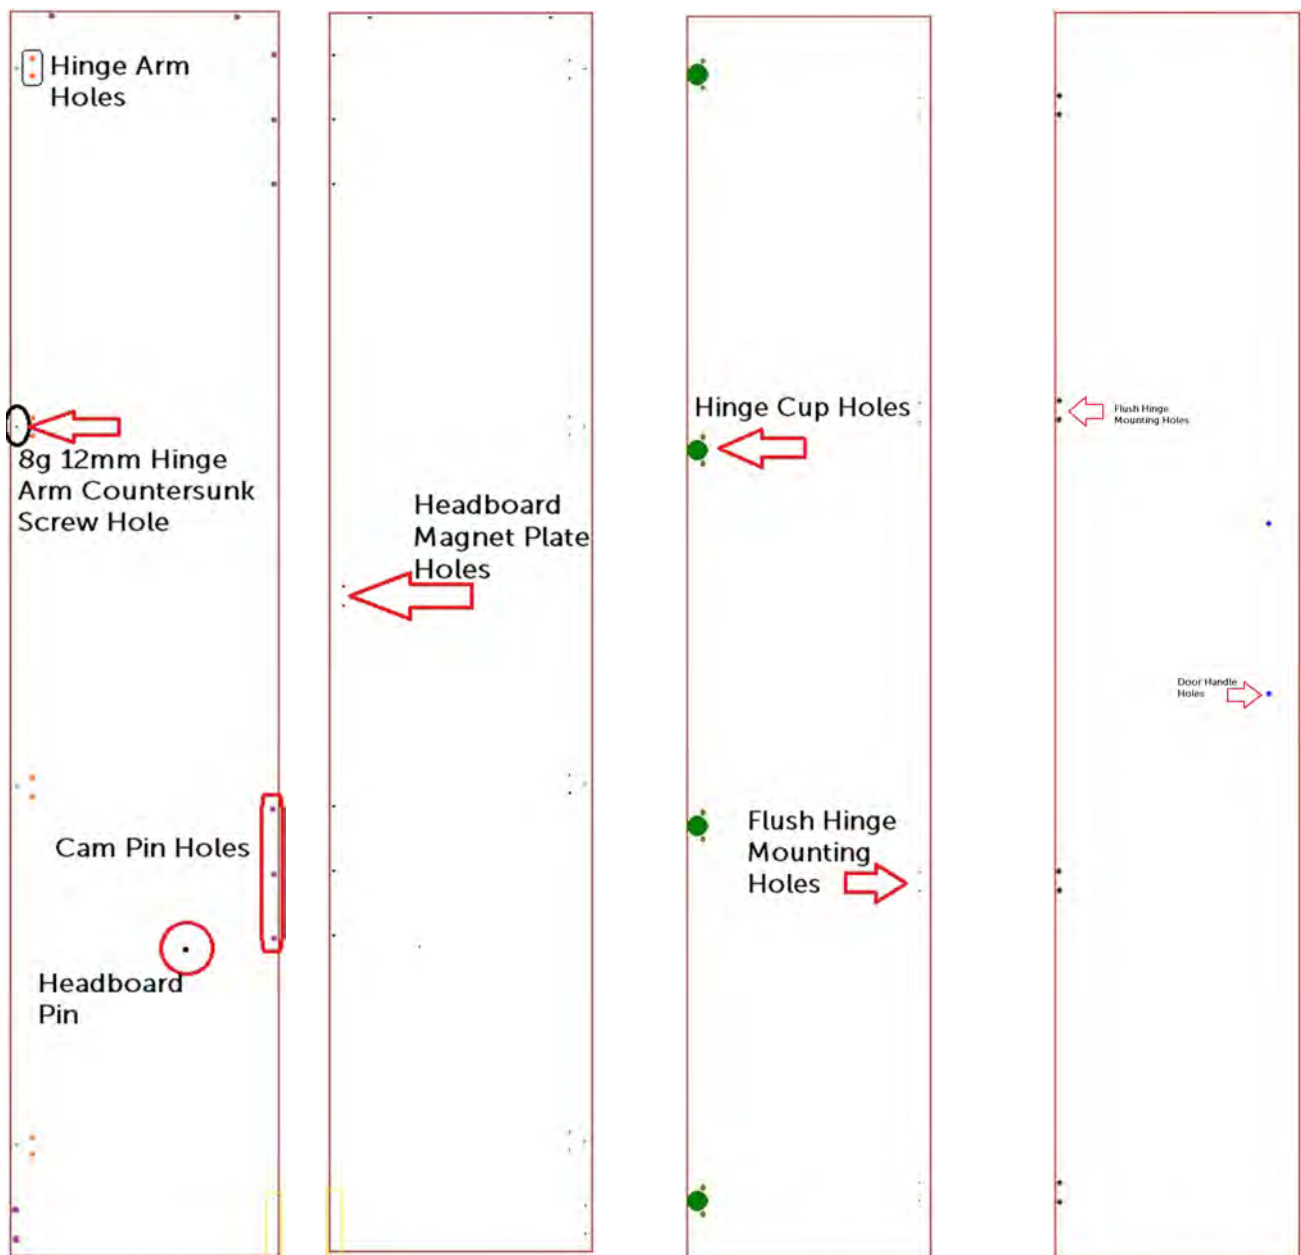 Hinge Arm
Holes
8g 12mm Hinge
Arm Countersunk
Screw Hole
Cam Pin Holes
Headboard
Pin
Headboard
Magnet Plate
Holes
Hinge Cup Holes
Flush Hinge
Mounting
Holes
Flush Hinge
Mounting Holes
Door Handle
Holes